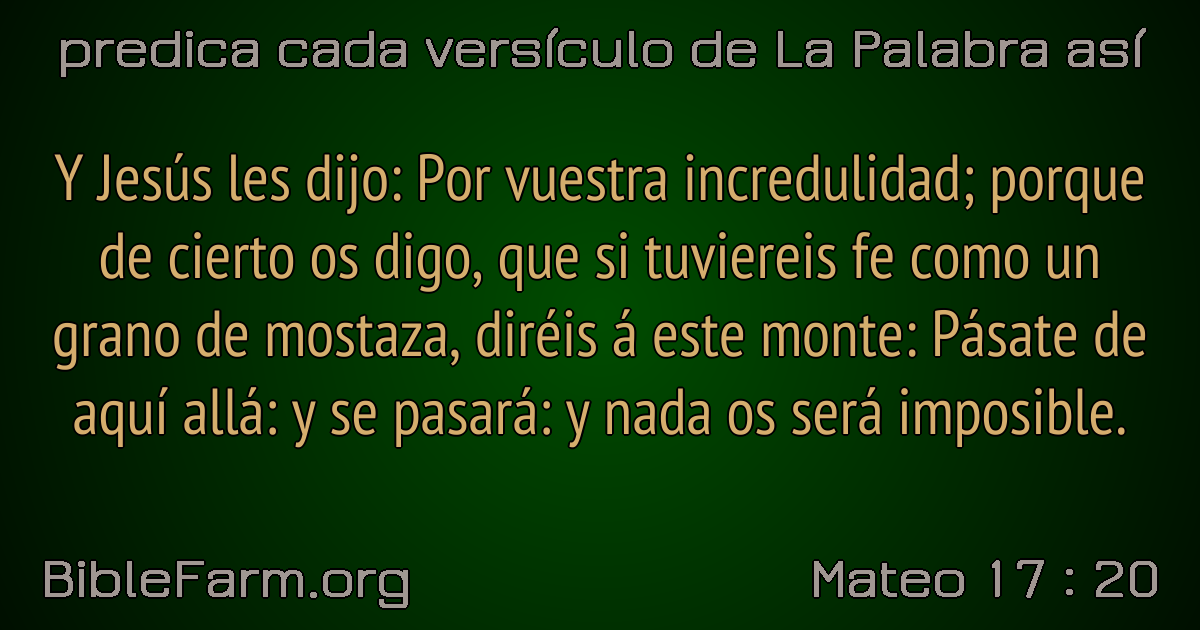 predica cada versículo de La Palabra así
Y Jesús les dijo: Por vuestra incredulidad; porque
de cierto os digo, que si tuviereis fe como un
grano de mostaza, diréis á este monte: Pásate de
aquí allá: y se pasará: y nada os será imposible.
BibleFarm.org
Mateo 17 : 20